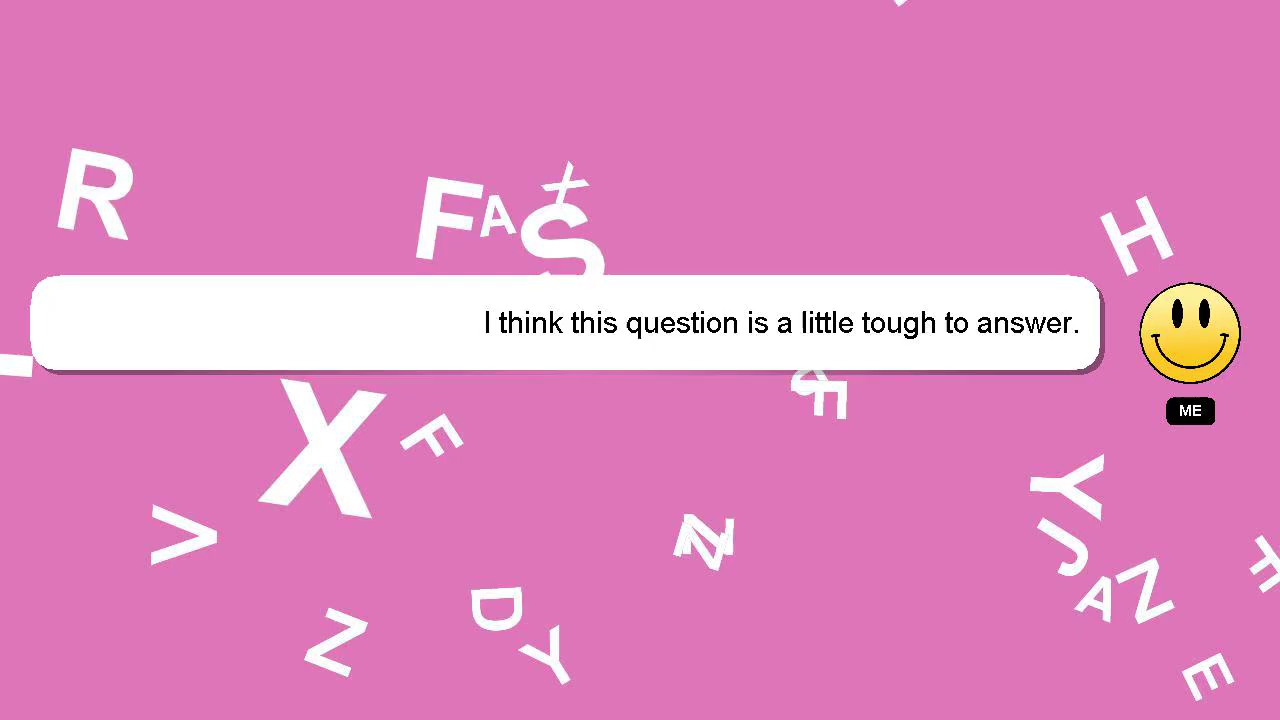 R
F
A
X
S
H
I think this question is a little tough to answer.
ME
X
F
F
Y
V
N
J
D
A
Z
F
Z
Y
E